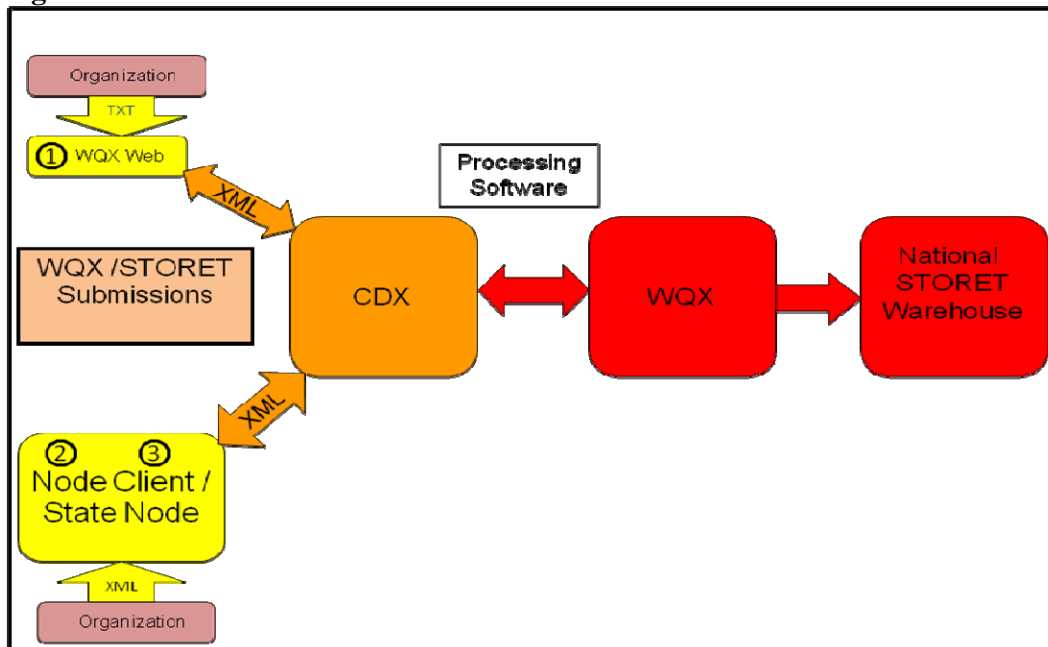 Organization
TXT
① WQX Web
XML
Processing
Software
WQX /STORET
Submissions
CDX
WQX
National
STORET
Warehouse
XML
② ③
Node Client /
State Node
XML
Organization